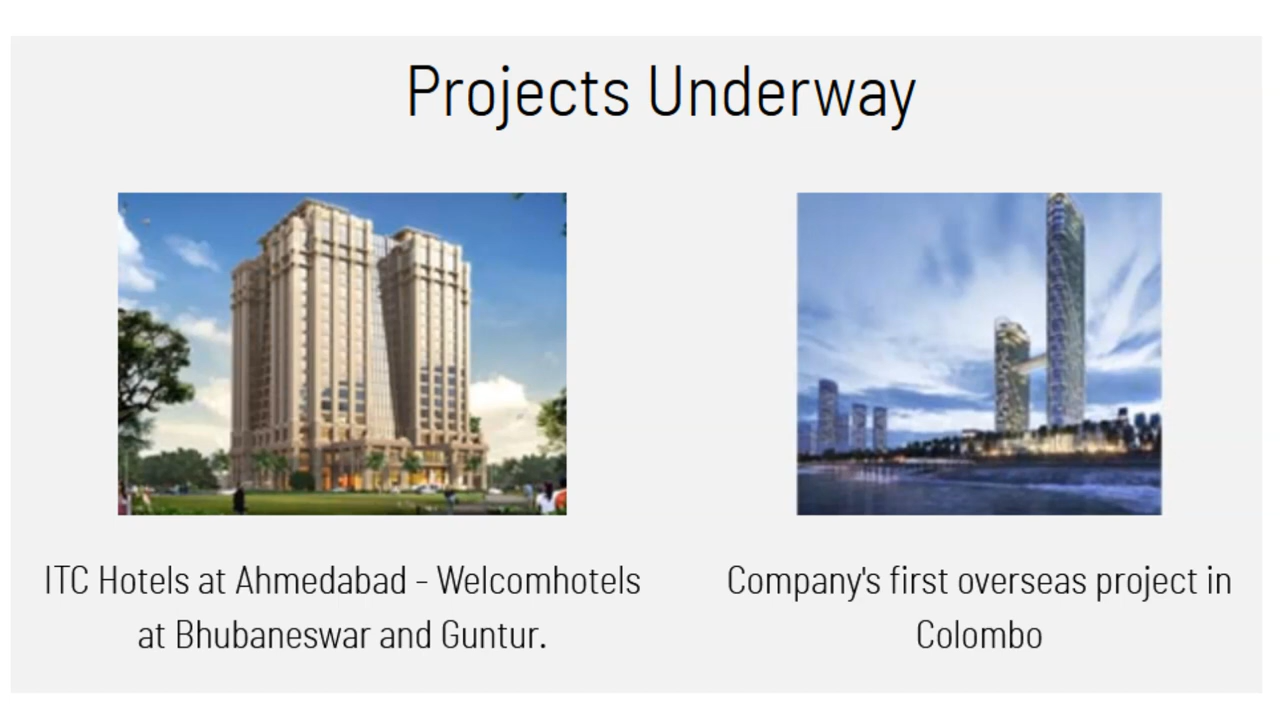 Projects Underway
ITC Hotels at Ahmedabad - Welcomhotels
at Bhubaneswar and Guntur.
Company's first overseas project in
Colombo